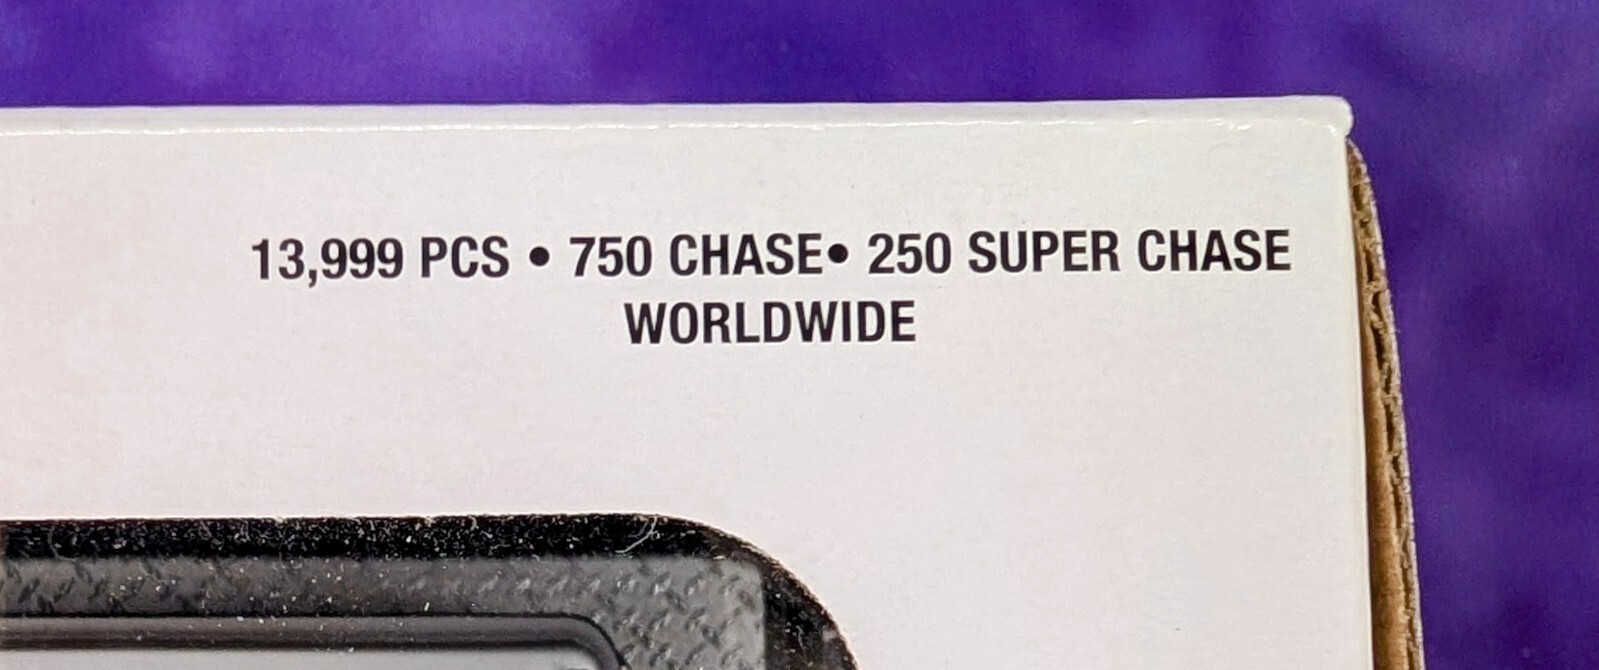 13,999 PCS • 750 CHASE• 250 SUPER CHASE
WORLDWIDE